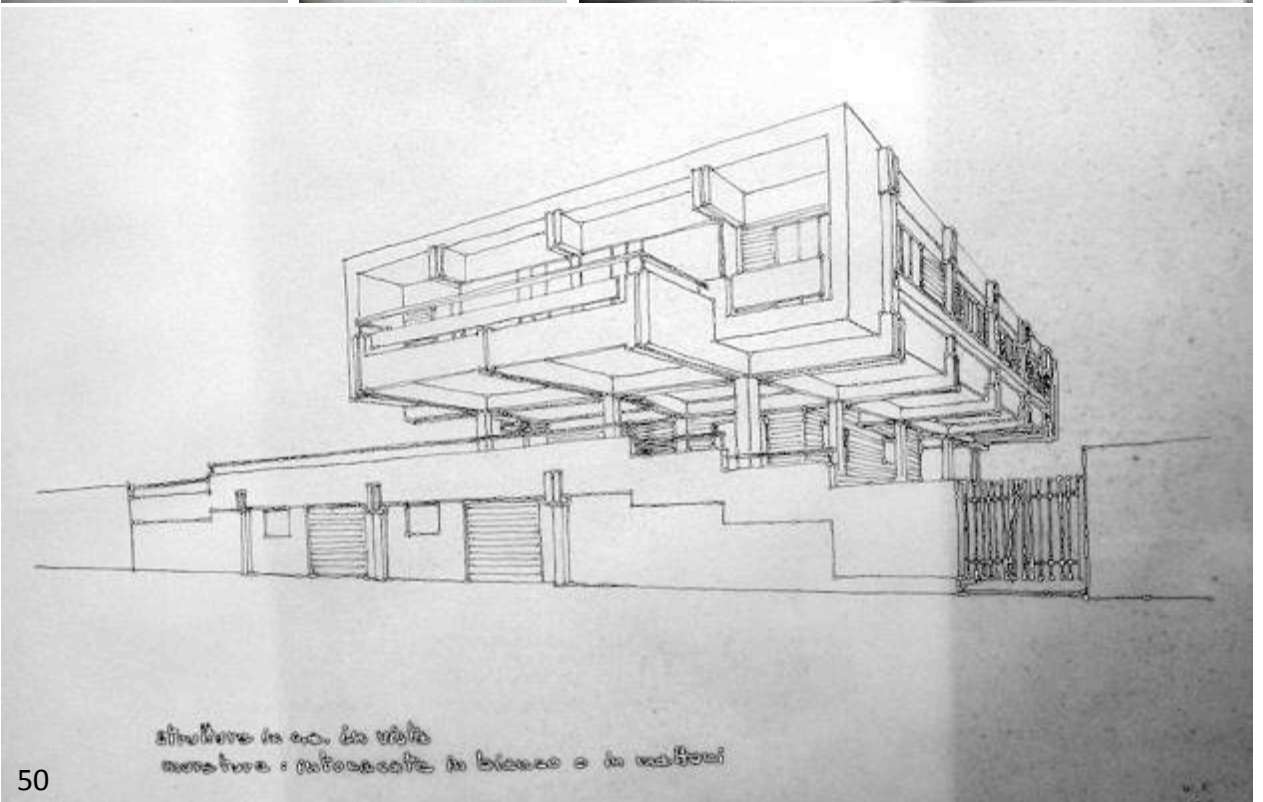 struttura in c.a. in vista
muratura : intonacata in bianco o in mattoni
50